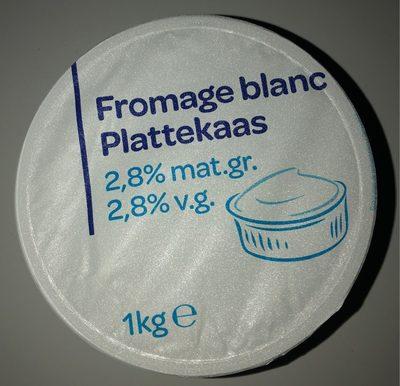 Fromage blanc
Plattekaas
2,8% mat.gr.
2,8% v.g.
1kg ℮